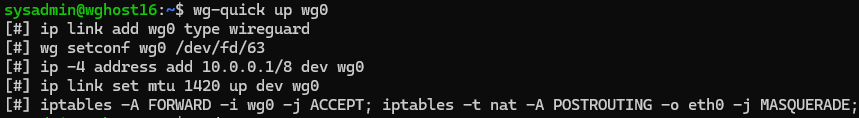 sysadmin@wghost16:~$ wg-quick up wg0
[#] ip link add wg0 type wireguard
[#] wg setconf wg0 /dev/fd/63
[#] ip -4 address add 10.0.0.1/8 dev wg0
[#] ip link set mtu 1420 up dev wg0
[#] iptables -A FORWARD -i wg0 -j ACCEPT; iptables -t nat -A POSTROUTING -o eth0 -j MASQUERADE;